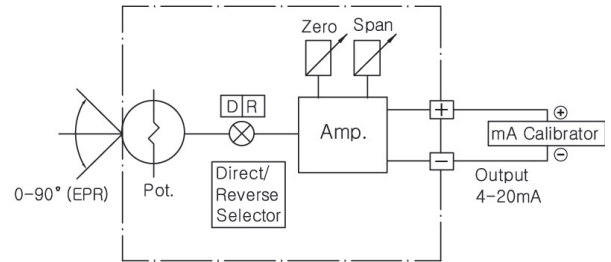 Zero Span
D R
Amp.
+
⊕
mA Calibrator
−
⊖
0-90° (EPR)
Pot.
Direct/
Reverse
Selector
Output
4-20mA